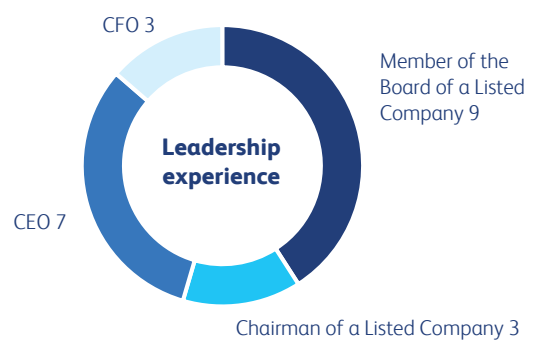 CFO 3
Member of the
Board of a Listed
Company 9
Leadership
experience
CEO 7
Chairman of a Listed Company 3